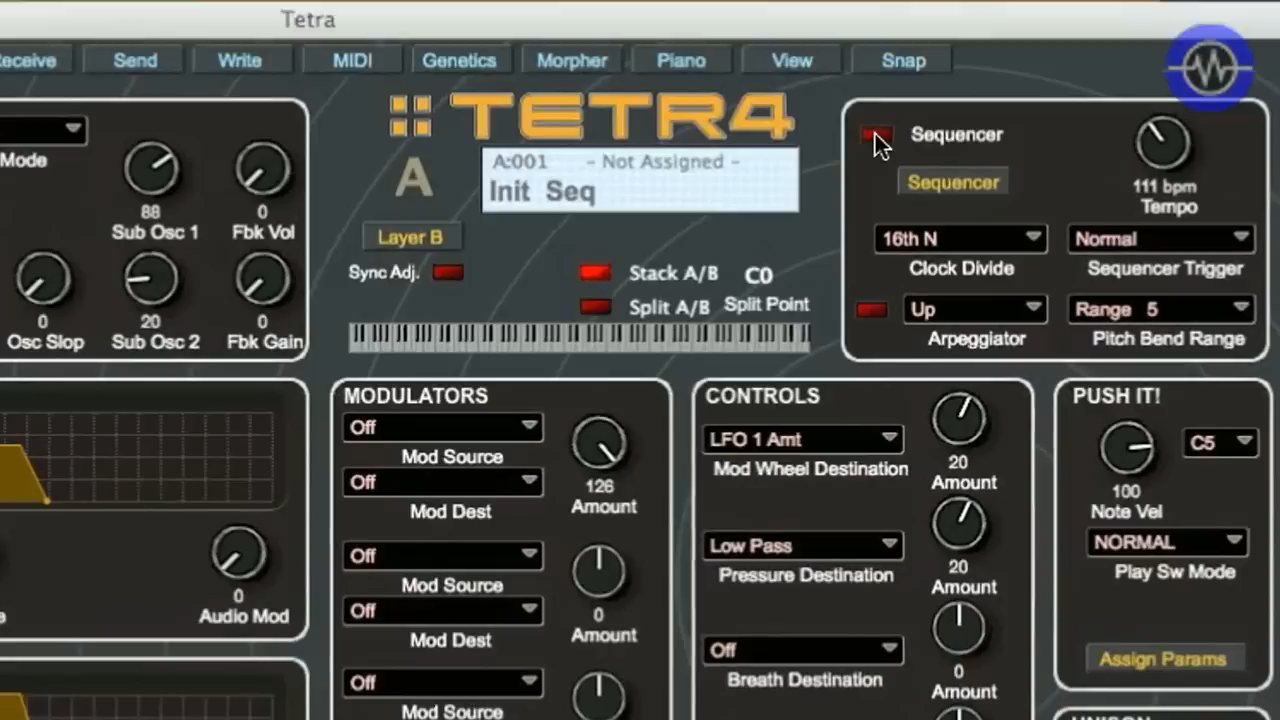 Tetra
Receive Send Write MIDI Genetics Morpher Piano View Snap
Mode
88
Sub Osc 1
0
Fbk Vol
0
Osc Slop
20
Sub Osc 2
0
Fbk Gain
TETR4
A
A:001 - Not Assigned -
Init Seq
Layer B
Sync Adj.
Stack A/B C0
Split A/B Split Point
Sequencer
Sequencer
111 bpm
Tempo
16th N
Clock Divide
Normal
Sequencer Trigger
Up
Arpeggiator
Range 5
Pitch Bend Range
0
Audio Mod
MODULATORS
Off
Mod Source
Off
Mod Dest
126
Amount
Off
Mod Source
Off
Mod Dest
0
Amount
Off
Mod Source
CONTROLS
LFO 1 Amt
Mod Wheel Destination
20
Amount
Low Pass
Pressure Destination
20
Amount
Off
Breath Destination
0
Amount
PUSH IT!
C5
100
Note Vel
NORMAL
Play Sw Mode
Assign Params
UNISON